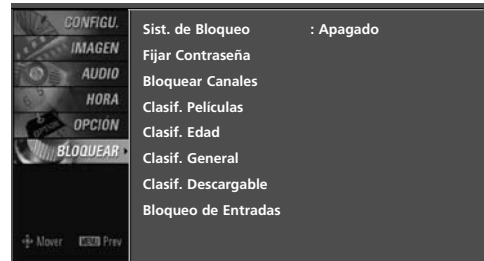 CONFIGU.
IMAGEN
AUDIO
HORA
OPCIÓN
BLOQUEAR
Mover MENU Prev
Sist. de Bloqueo : Apagado
Fijar Contraseña
Bloquear Canales
Clasif. Películas
Clasif. Edad
Clasif. General
Clasif. Descargable
Bloqueo de Entradas